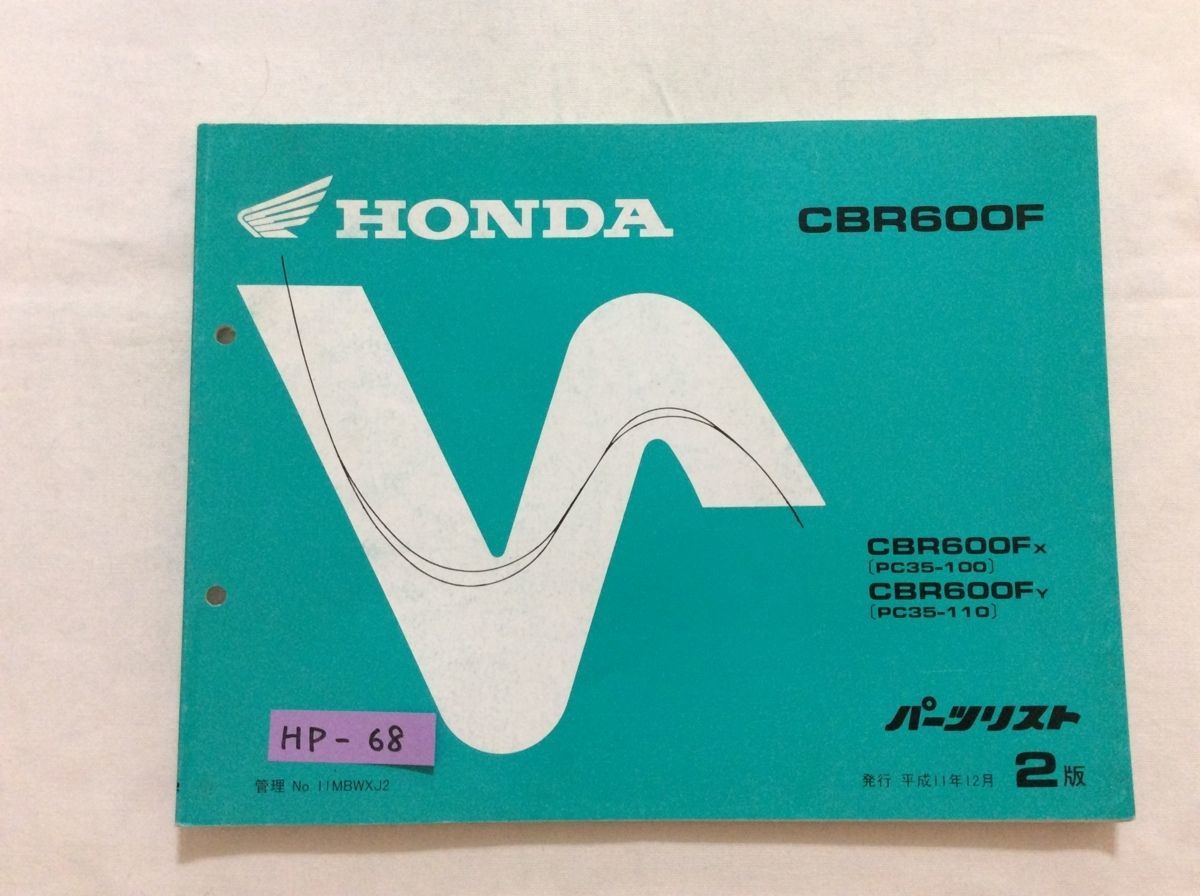 HONDA
CBR600F
CBR600FX
〔PC35-100〕
CBR600FY
〔PC35-110〕
パーツリスト
HP-68
管理 No. 11MBWXJ2
発行 平成11年12月 2版
2